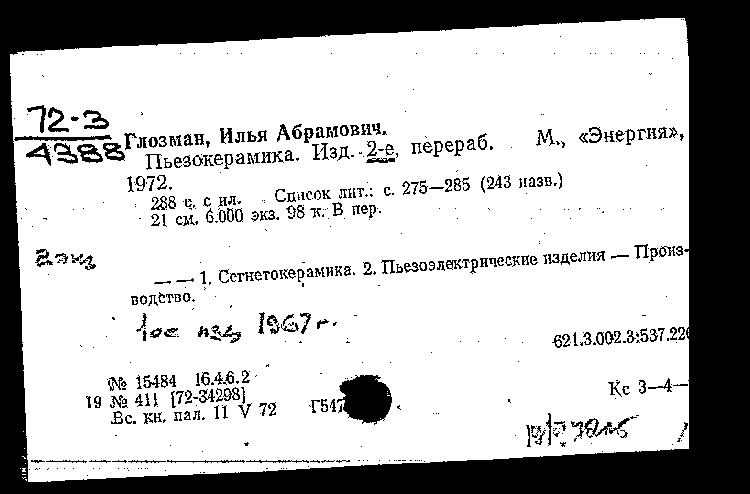 72-3
4388
Глозман, Илья Абрамович.
Пьезокерамика. Изд. 2-е, перераб. М., «Энергия»,
1972.
288 с. с ил. Список лит.: с. 275—285 (243 назв.)
21 см. 6.000 экз. 98 к. В пер.
2 экз
— — 1. Сегнетокерамика. 2. Пьезоэлектрические изделия — Произ-
водство.
1ое изд 1967 г.
621.3.002.3:537.226
№ 15484 16.4.6.2
19 № 411 [72-34298]
Вс. кн. пал. 11 V 72 Г547
Кс 3—4—